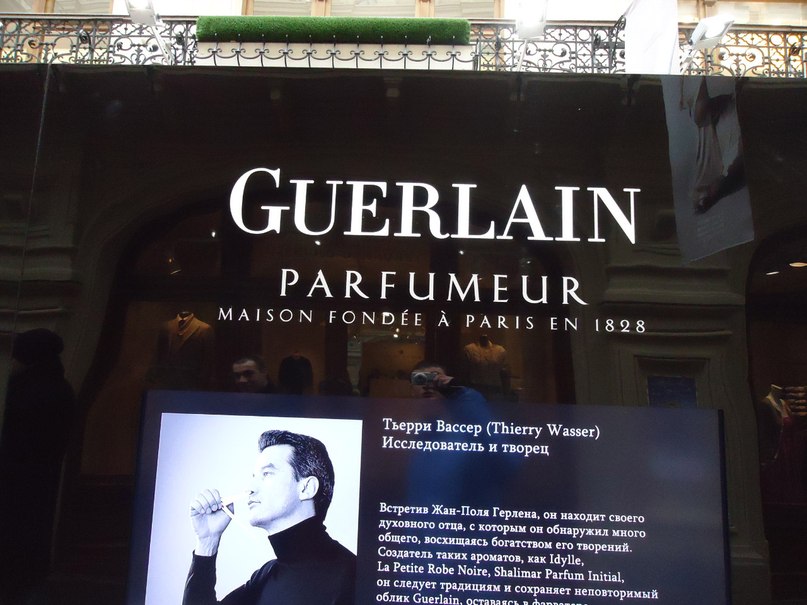 GUERLAIN
PARFUMEUR
MAISON FONDÉE À PARIS EN 1828
Тьерри Вассер (Thierry Wasser)
Исследователь и творец
Встретив Жан-Поля Герлена, он находит своего
духовного отца, с которым он обнаружил много
общего, восхищаясь богатством его творений.
Создатель таких ароматов, как Idylle,
La Petite Robe Noire, Shalimar Parfum Initial,
он следует традициям и сохраняет неповторимый
облик Guerlain, оставаясь в